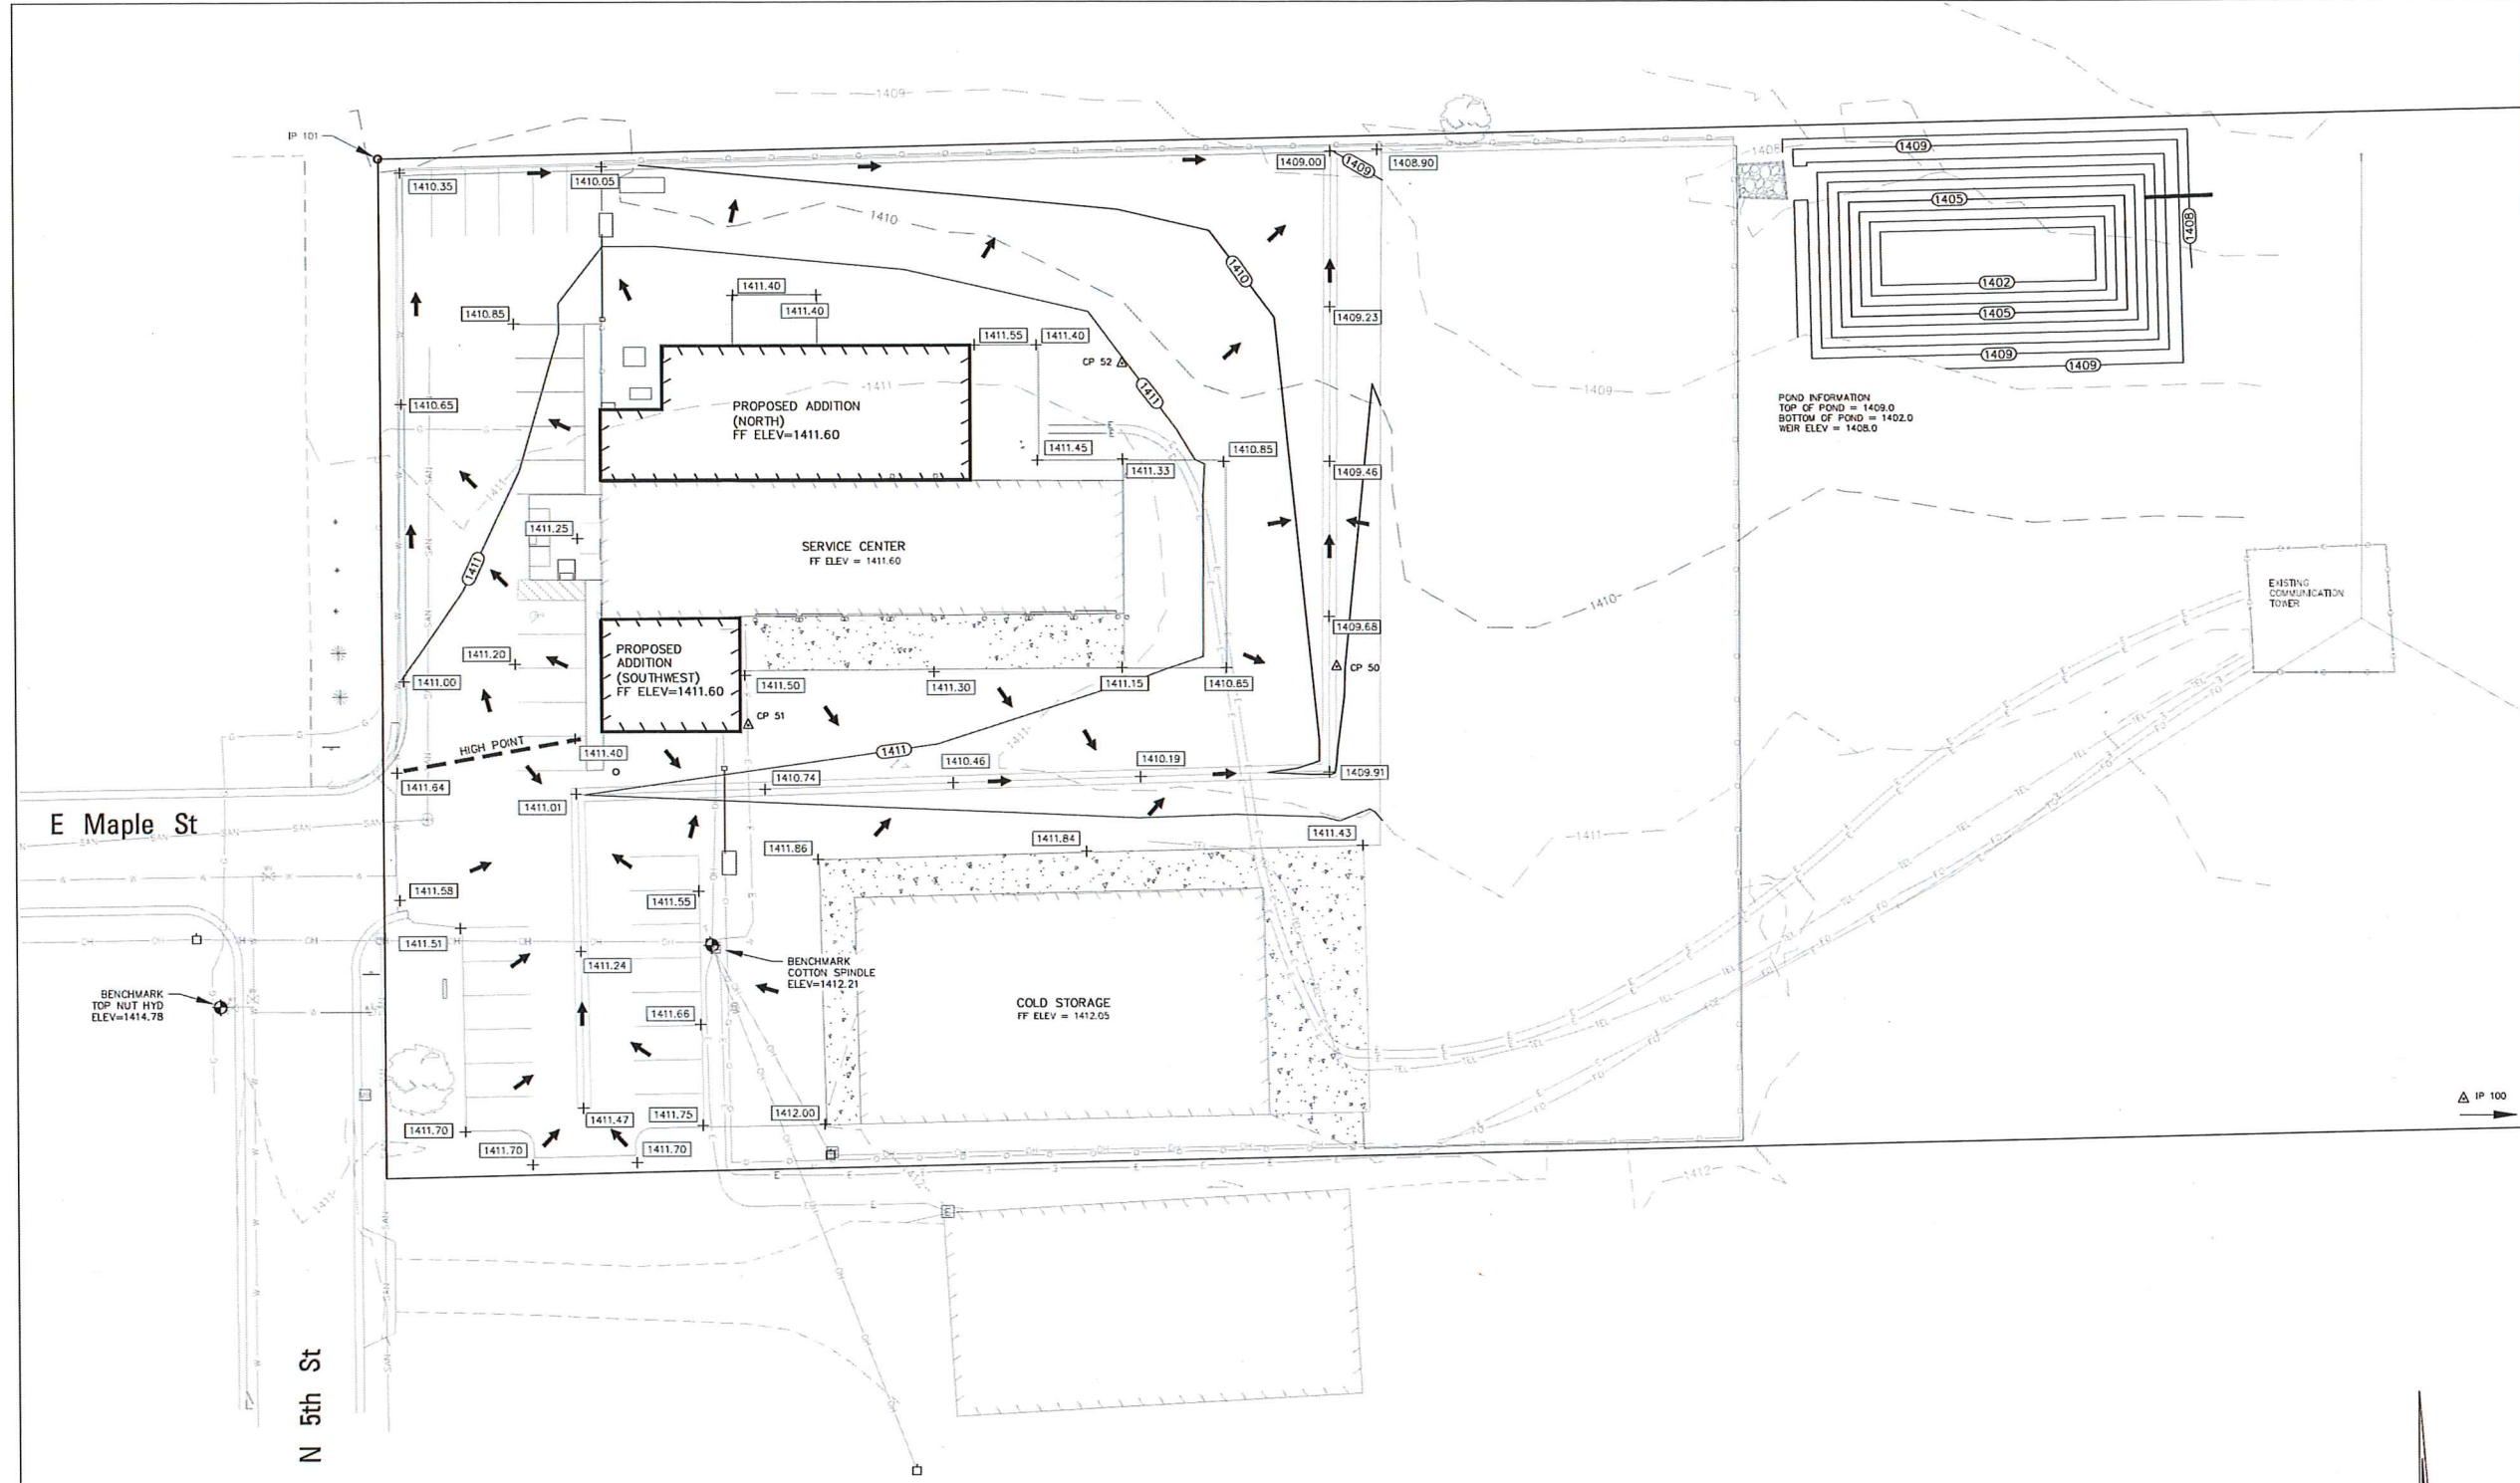 1409
IP 101
1410.35
1410.05
1409.00
1409
1408.90
1408
1409
1410
1405
1408
1410
1402
1411.40
1411.40
1410.85
1409.23
1405
1411.55
1411.40
CP 52
1409
1409
1411
1411
1409
1410.65
PROPOSED ADDITION
(NORTH)
FF ELEV=1411.60
POND INFORMATION
TOP OF POND = 1409.0
BOTTOM OF POND = 1402.0
WEIR ELEV = 1408.0
1411.45
1410.85
1411.33
1409.46
1411
1411.25
SERVICE CENTER
FF ELEV = 1411.60
1411
EXISTING
COMMUNICATION
TOWER
1410
1409.68
PROPOSED
ADDITION
(SOUTHWEST)
FF ELEV=1411.60
1411.20
CP 50
1411.00
1411.50
1411.30
1411.15
1410.65
CP 51
HIGH POINT
1411.40
1411
1411
1410.46
1410.19
1410.74
1409.91
1411.64
1411.01
E Maple St
1411.86
1411.84
1411.43
1411
1411.58
1411.55
1411.51
1411.24
BENCHMARK
COTTON SPINDLE
ELEV=1412.21
BENCHMARK
TOP NUT HYD
ELEV=1414.78
COLD STORAGE
FF ELEV = 1412.05
1411.66
IP 100
1411.47
1411.75
1412.00
1411.70
1411.70
1411.70
1412
1412
1411
N 5th St